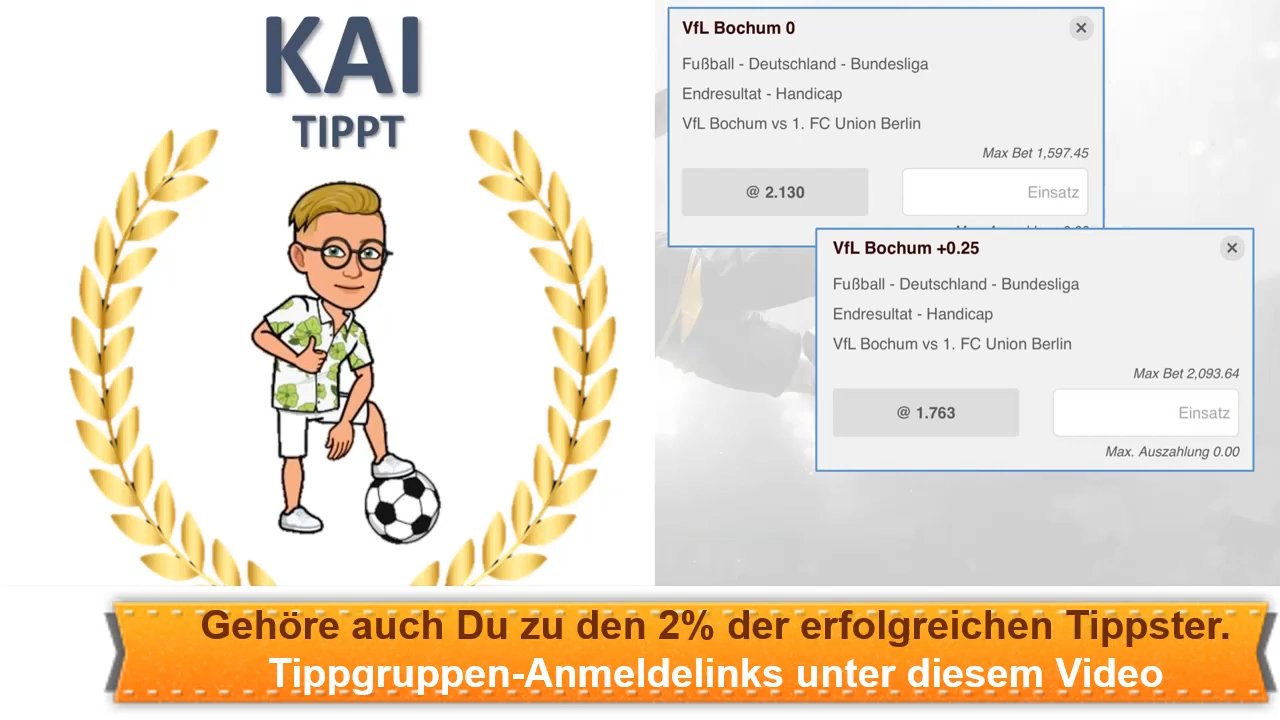 KAI
TIPPT
VfL Bochum 0
Fußball - Deutschland - Bundesliga
Endresultat - Handicap
VfL Bochum vs 1. FC Union Berlin
Max Bet 1,597.45
@ 2.130
Einsatz
VfL Bochum +0.25
Fußball - Deutschland - Bundesliga
Endresultat - Handicap
VfL Bochum vs 1. FC Union Berlin
Max Bet 2,093.64
@ 1.763
Einsatz
Max. Auszahlung 0.00
Gehöre auch Du zu den 2% der erfolgreichen Tippster.
Tippgruppen-Anmeldelinks unter diesem Video